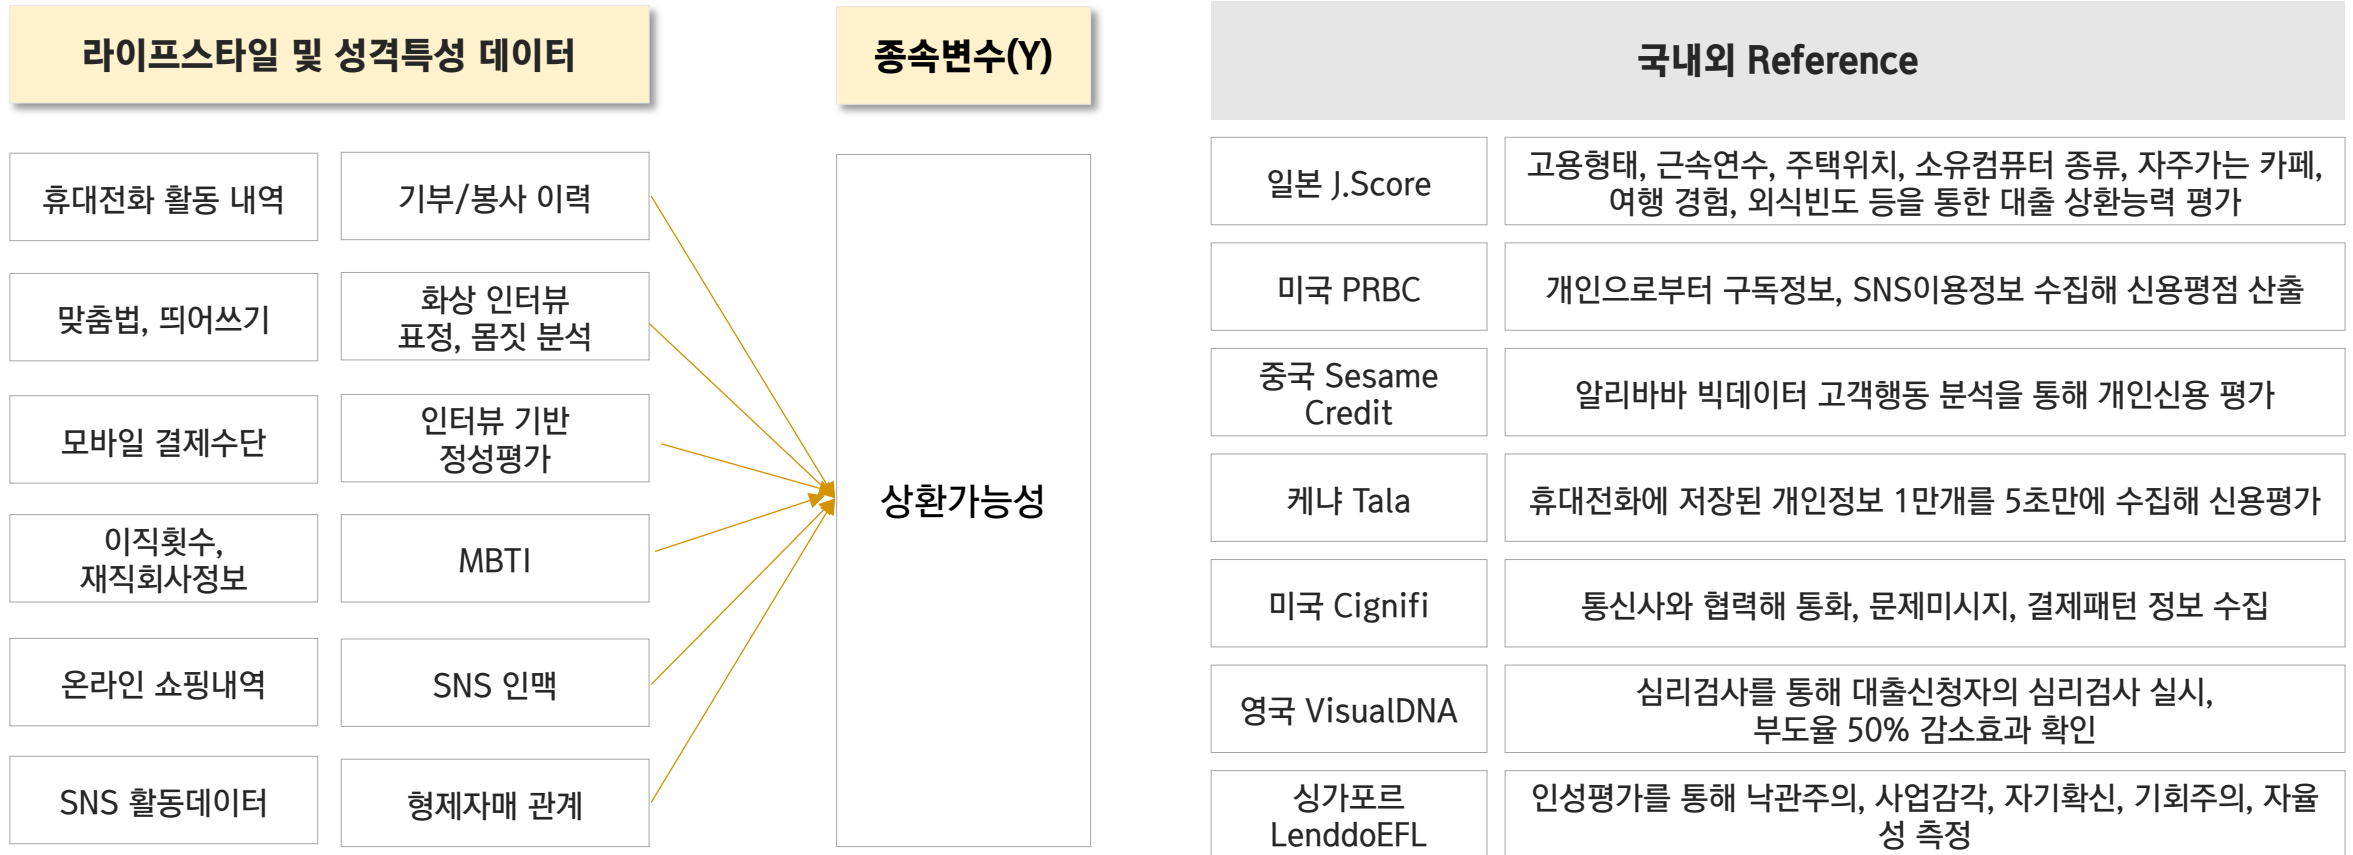 라이프스타일 및 성격특성 데이터
종속변수(Y)
국내외 Reference
휴대전화 활동 내역
기부/봉사 이력
맞춤법, 띄어쓰기
화상 인터뷰
표정, 몸짓 분석
모바일 결제수단
인터뷰 기반
정성평가
이직횟수,
재직회사정보
MBTI
온라인 쇼핑내역
SNS 인맥
SNS 활동데이터
형제자매 관계
상환가능성
일본 J.Score
고용형태, 근속연수, 주택위치, 소유컴퓨터 종류, 자주가는 카페,
여행 경험, 외식빈도 등을 통한 대출 상환능력 평가
미국 PRBC
개인으로부터 구독정보, SNS이용정보 수집해 신용평점 산출
중국 Sesame
Credit
알리바바 빅데이터 고객행동 분석을 통해 개인신용 평가
케냐 Tala
휴대전화에 저장된 개인정보 1만개를 5초만에 수집해 신용평가
미국 Cignifi
통신사와 협력해 통화, 문제미시지, 결제패턴 정보 수집
영국 VisualDNA
심리검사를 통해 대출신청자의 심리검사 실시,
부도율 50% 감소효과 확인
싱가포르
LenddoEFL
인성평가를 통해 낙관주의, 사업감각, 자기확신, 기회주의, 자율
성 측정